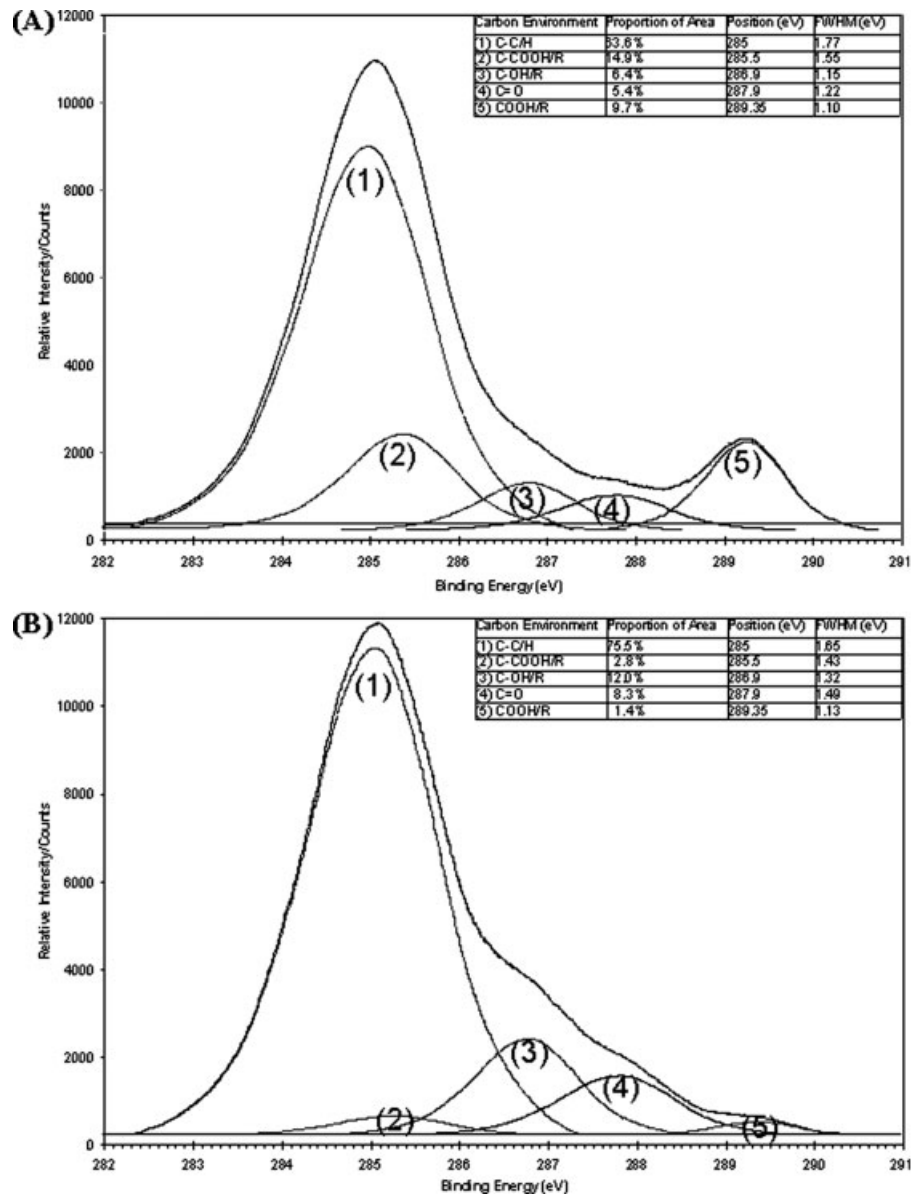 (A)
12000
10000
8000
6000
4000
2000
0
Relative Intensity/Counts
Carbon Environment Proportion of Area Position (eV) FWHM (eV)
(1) C-C/H 63.6% 285 1.77
(2) C-COOH/R 14.9% 285.5 1.55
(3) C-OH/R 6.4% 286.9 1.15
(4) C=O 5.4% 287.9 1.22
(5) COOH/R 9.7% 289.35 1.10
(1)
(2)
(3)
(4)
(5)
282 283 284 285 286 287 288 289 290 291
Binding Energy (eV)
(B)
12000
10000
8000
6000
4000
2000
0
Relative Intensity/Counts
Carbon Environment Proportion of Area Position (eV) FWHM (eV)
(1) C-C/H 75.5% 285 1.65
(2) C-COOH/R 2.8% 285.5 1.43
(3) C-OH/R 12.0% 286.9 1.32
(4) C=O 8.3% 287.9 1.49
(5) COOH/R 1.4% 289.35 1.13
(1)
(2)
(3)
(4)
(5)
282 283 284 285 286 287 288 289 290 291
Binding Energy (eV)